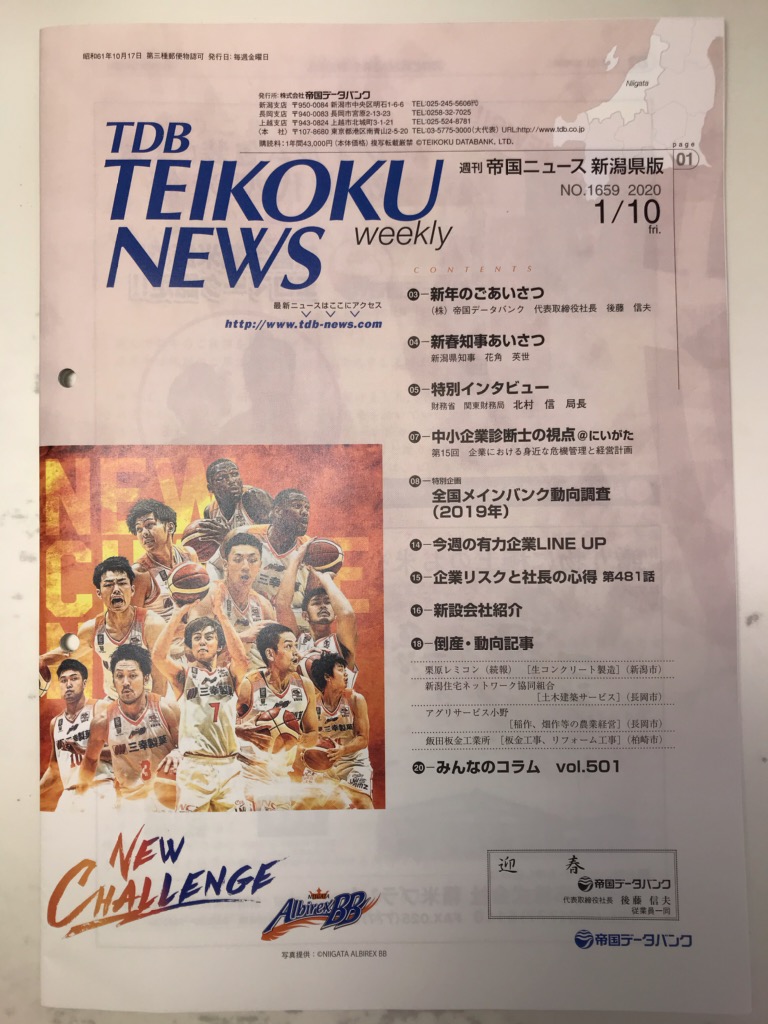 昭和61年10月17日 第三種郵便物認可 発行日:毎週金曜日
Niigata
発行所:株式会社帝国データバンク
新潟支店 〒950-0084 新潟市中央区明石1-6-6 TEL:025-245-5606代
長岡支店 〒940-0083 長岡市宮原2-13-23 TEL:0258-32-7025
上越支店 〒943-0824 上越市北城町3-1-21 TEL:025-524-8781
(本 社) 〒107-8680 東京都港区南青山2-5-20 TEL:03-5775-3000(大代表) URL:http://www.tdb.co.jp
購読料:1年間43,000円(本体価格) 複写転載厳禁 ©TEIKOKU DATABANK, LTD.
page
01
TDB
TEIKOKU
NEWS
weekly
週刊 帝国ニュース 新潟県版
NO.1659 2020
1/10
fri.
最新ニュースはここにアクセス
http://www.tdb-news.com
CONTENTS
03 新年のごあいさつ
(株)帝国データバンク 代表取締役社長 後藤 信夫
04 新春知事あいさつ
新潟県知事 花角 英世
05 特別インタビュー
財務省 関東財務局 北村 信 局長
07 中小企業診断士の視点@にいがた
第15回 企業における身近な危機管理と経営計画
08 特別企画
全国メインバンク動向調査
(2019年)
14 今週の有力企業LINE UP
15 企業リスクと社長の心得 第481話
16 新設会社紹介
18 倒産・動向記事
栗原レミコン(続報) [生コンクリート製造](新潟市)
新潟住宅ネットワーク協同組合
[土木建築サービス](長岡市)
アグリサービス小野
[稲作、畑作等の農業経営](長岡市)
飯田板金工業所 [板金工事、リフォーム工事](柏崎市)
20 みんなのコラム vol.501
NEW
三幸製菓
7
3
10
NEW
CHALLENGE
NIIGATA
Albirex BB
写真提供:©NIIGATA ALBIREX BB
迎 春
帝国データバンク
代表取締役社長 後藤 信夫
従業員一同
帝国データバンク